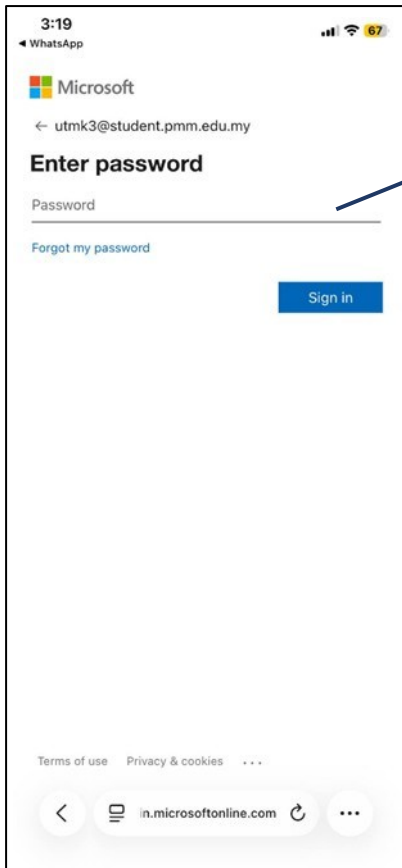 3:19
67
◀ WhatsApp
Microsoft
← utmk3@student.pmm.edu.my
Enter password
Password
Forgot my password
Sign in
Terms of use Privacy & cookies ...
in.microsoftonline.com